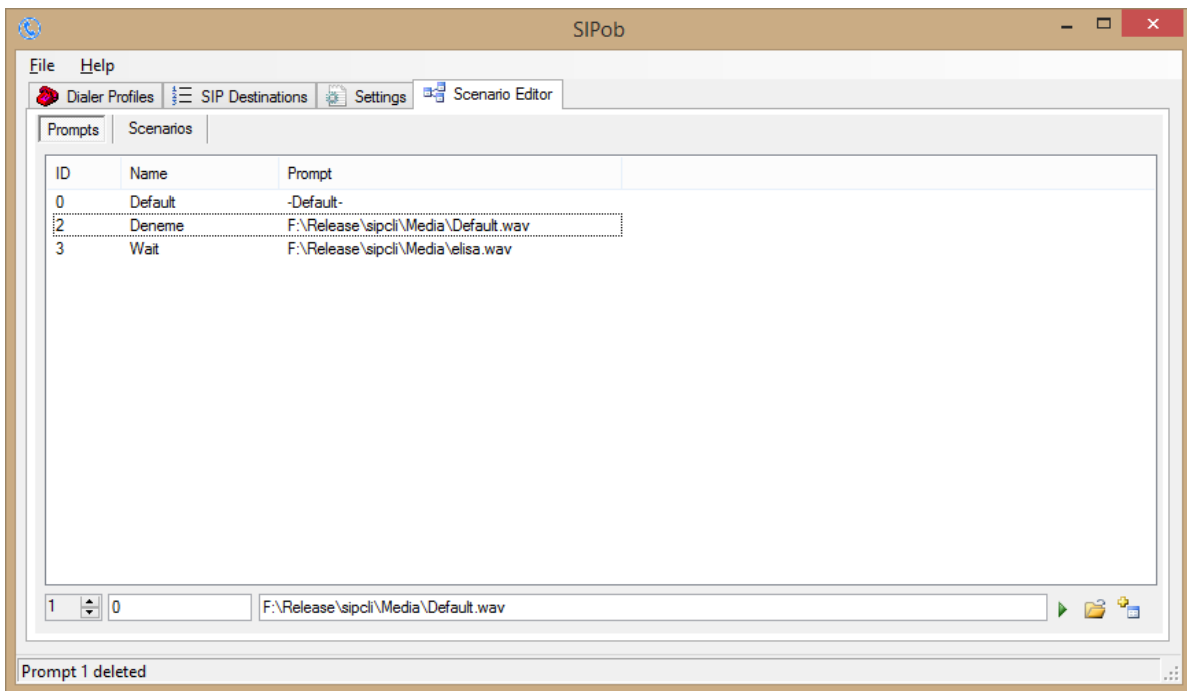 SIPob
File Help
Dialer Profiles SIP Destinations Settings Scenario Editor
Prompts Scenarios
ID Name Prompt
0 Default -Default-
2 Deneme F:\Release\sipcli\Media\Default.wav
3 Wait F:\Release\sipcli\Media\elisa.wav
1 0 F:\Release\sipcli\Media\Default.wav
Prompt 1 deleted